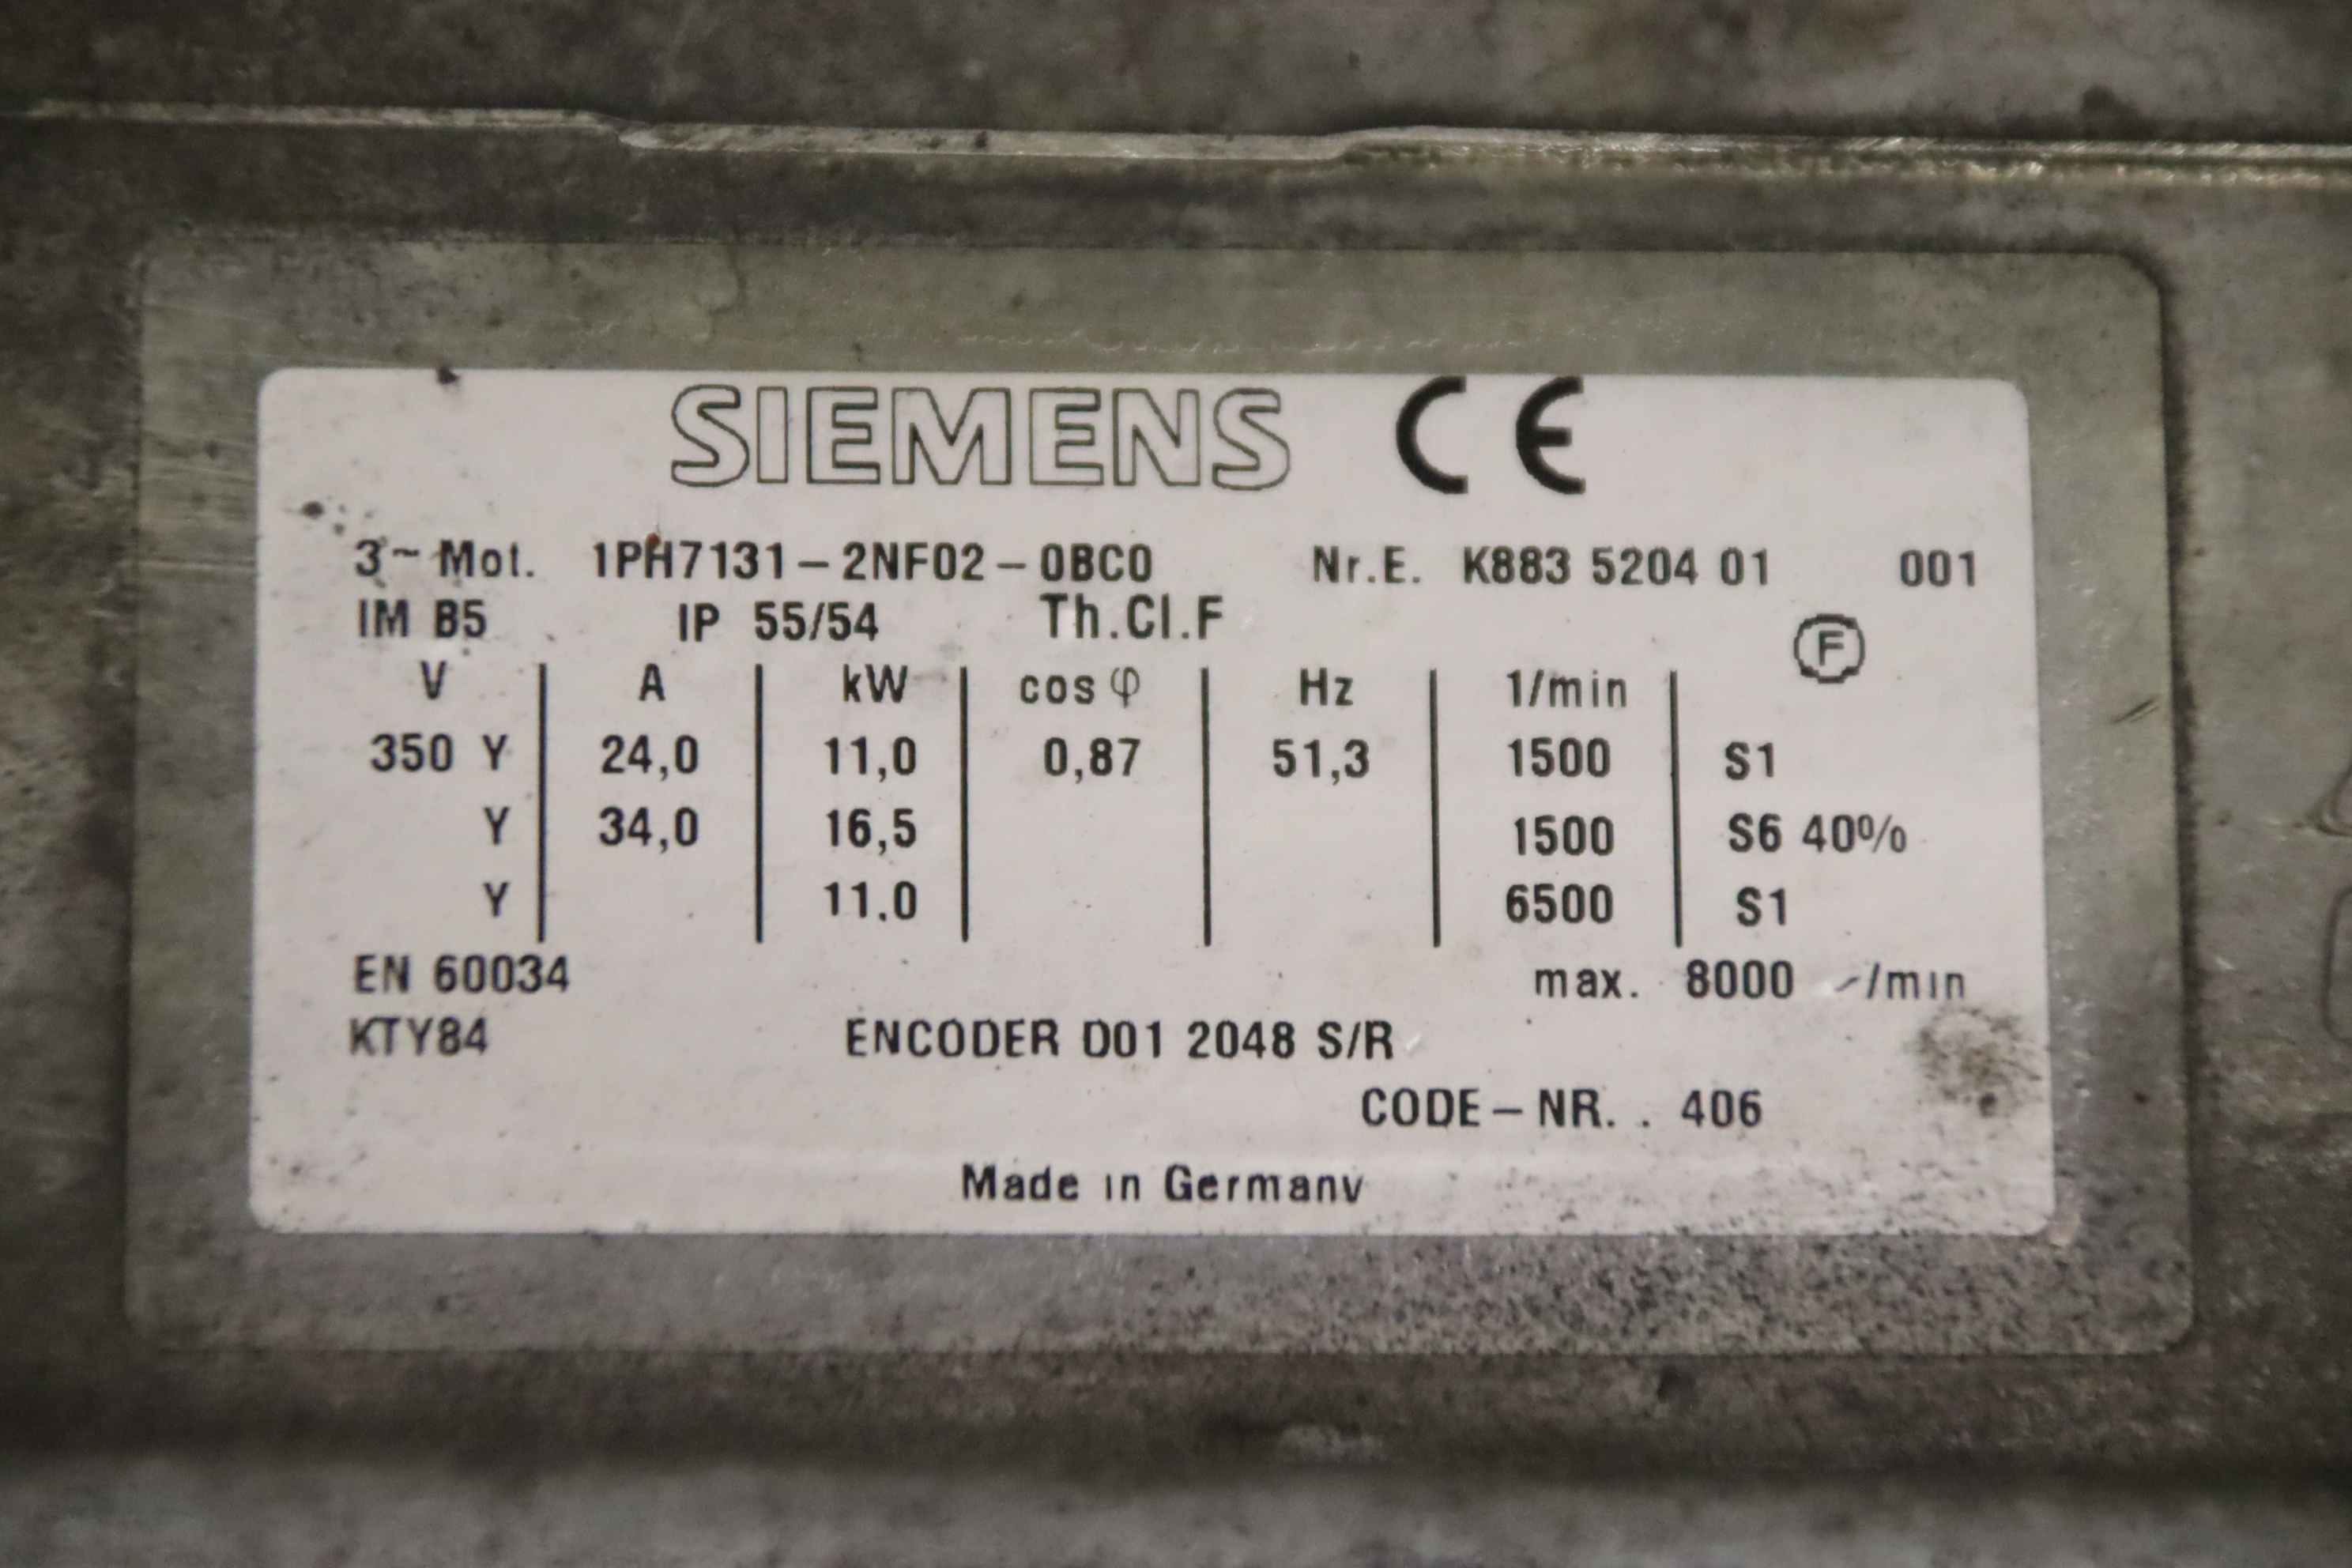 SIEMENS CE
3~ Mot. 1PH7131-2NF02-0BC0 Nr.E. K883 5204 01 001
IM B5 IP 55/54 Th.Cl.F F
V A kW cos φ Hz 1/min
350 Y 24,0 11,0 0,87 51,3 1500 S1
Y 34,0 16,5 1500 S6 40%
Y 11.0 6500 S1
EN 60034 max. 8000 /min
KTY84 ENCODER D01 2048 S/R
CODE-NR. . 406
Made in Germany